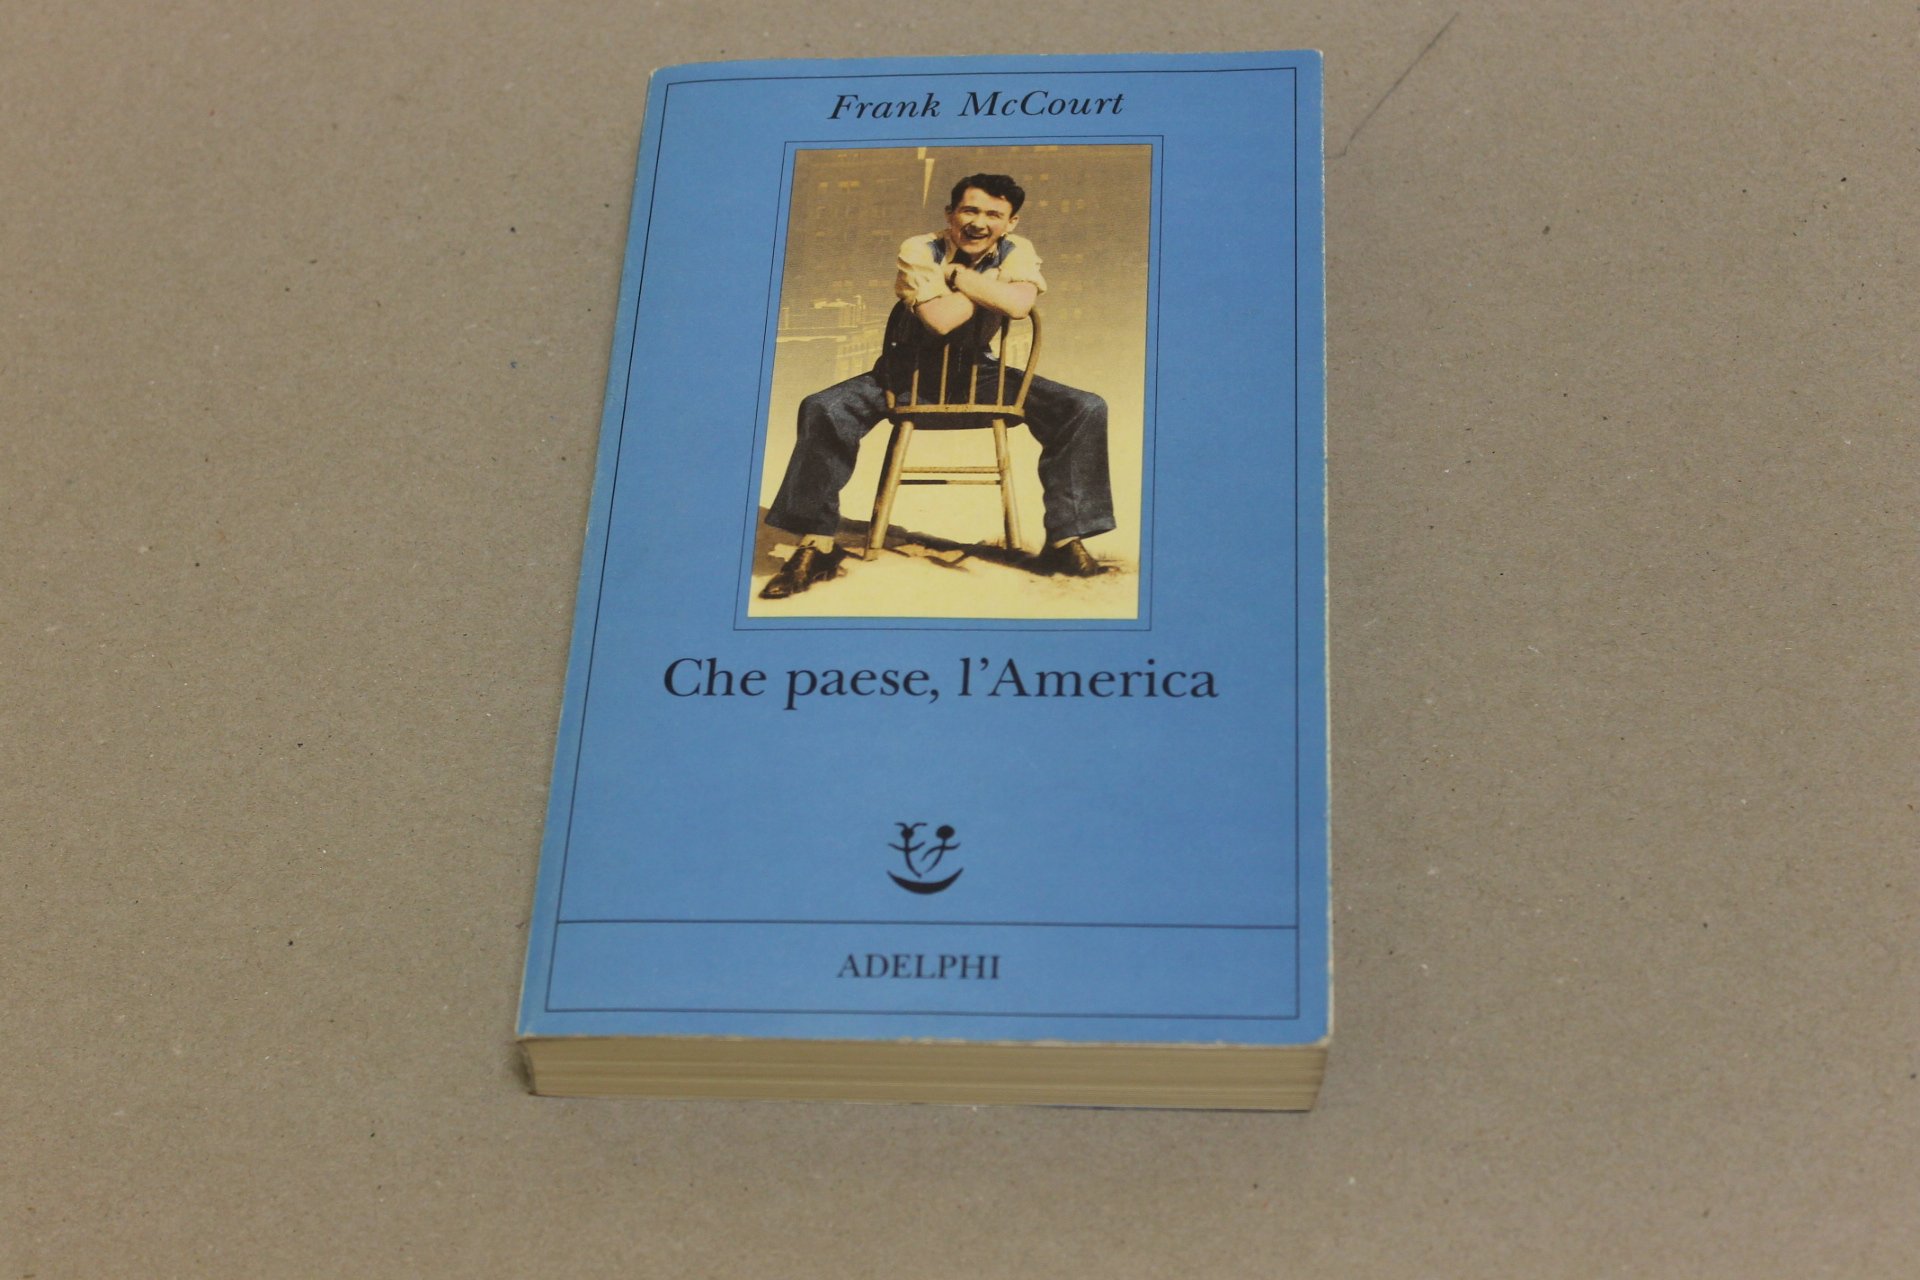 Frank McCourt
Che paese, l'America
ADELPHI